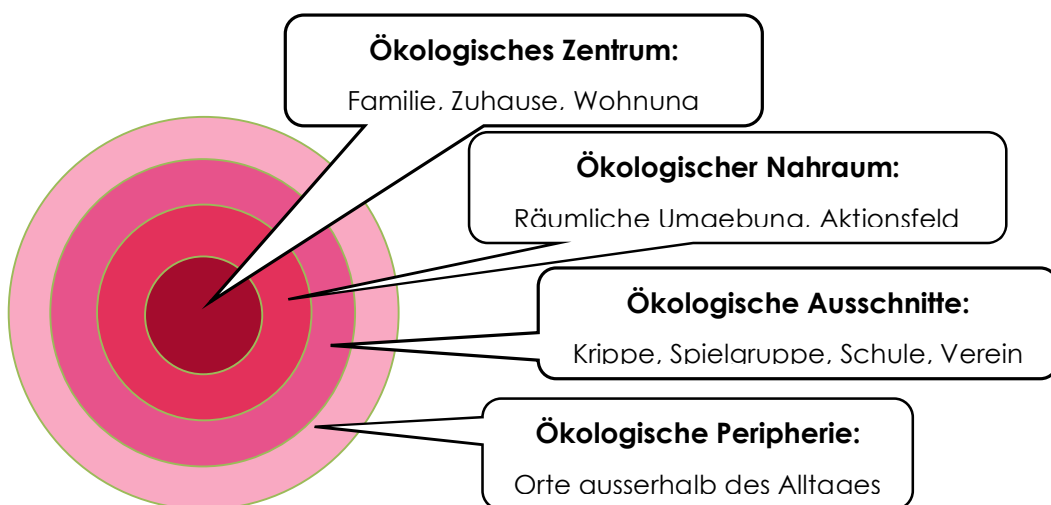 Ökologisches Zentrum:
Familie, Zuhause, Wohnung
Ökologischer Nahraum:
Räumliche Umgebung, Aktionsfeld
Ökologische Ausschnitte:
Krippe, Spielgruppe, Schule, Verein
Ökologische Peripherie:
Orte ausserhalb des Alltages